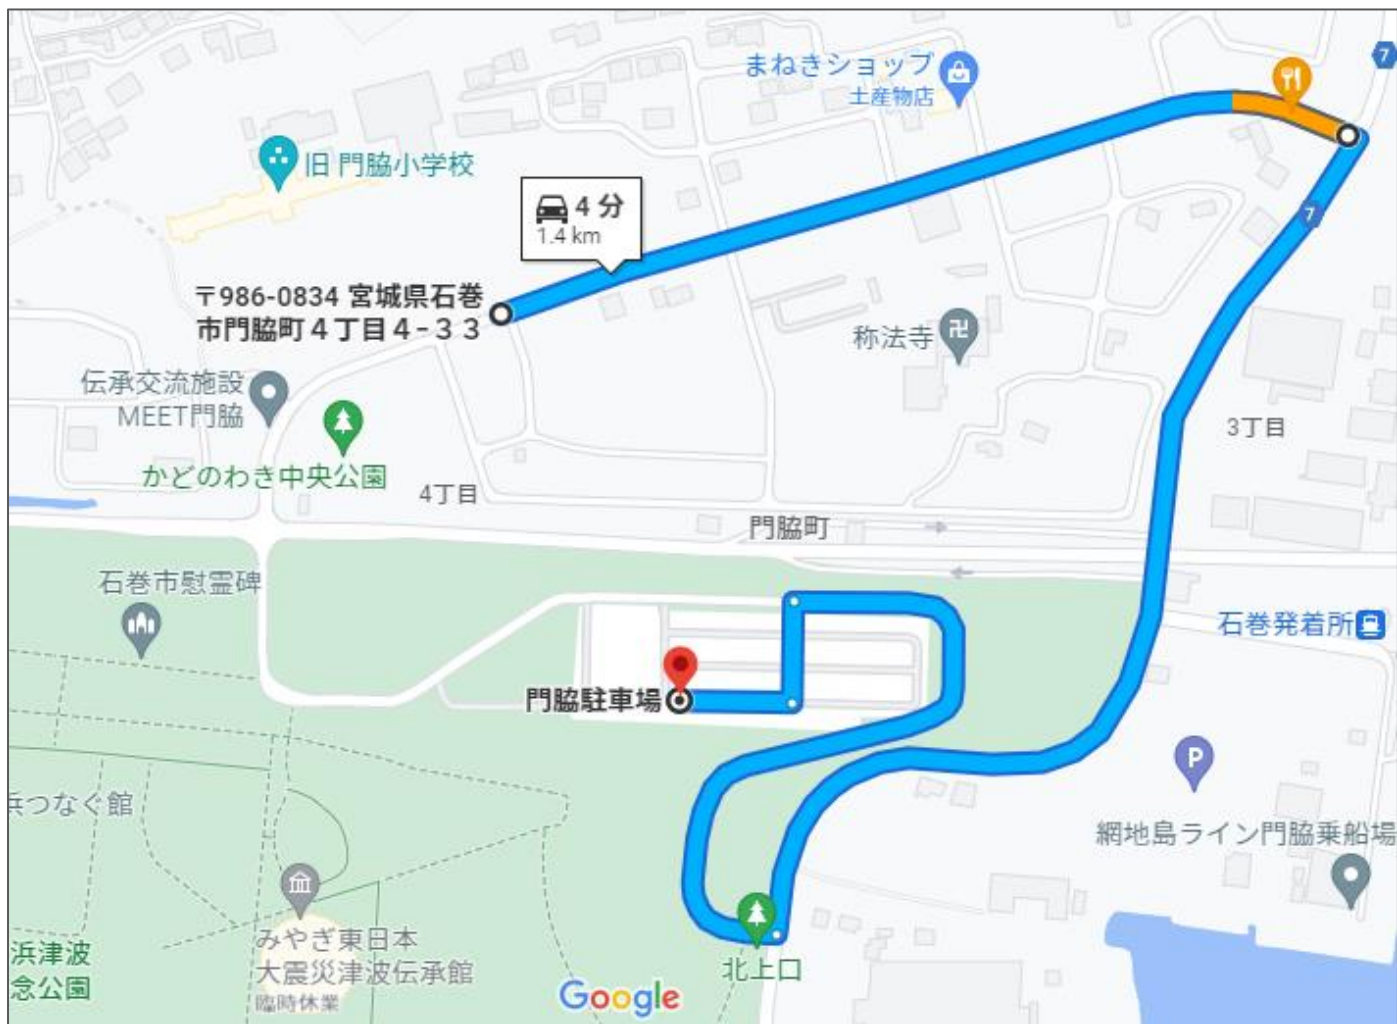 7
まねきショップ
土産物店
旧 門脇小学校
4 分
1.4 km
7
〒986-0834 宮城県石巻
市門脇町４丁目４−３３
称法寺
卍
伝承交流施設
MEET門脇
3丁目
かどのわき中央公園
4丁目
門脇町
石巻市慰霊碑
石巻発着所
門脇駐車場
P
浜つなぐ館
網地島ライン門脇乗船場
みやぎ東日本
大震災津波伝承館
臨時休業
浜津波
念公園
北上口
Google